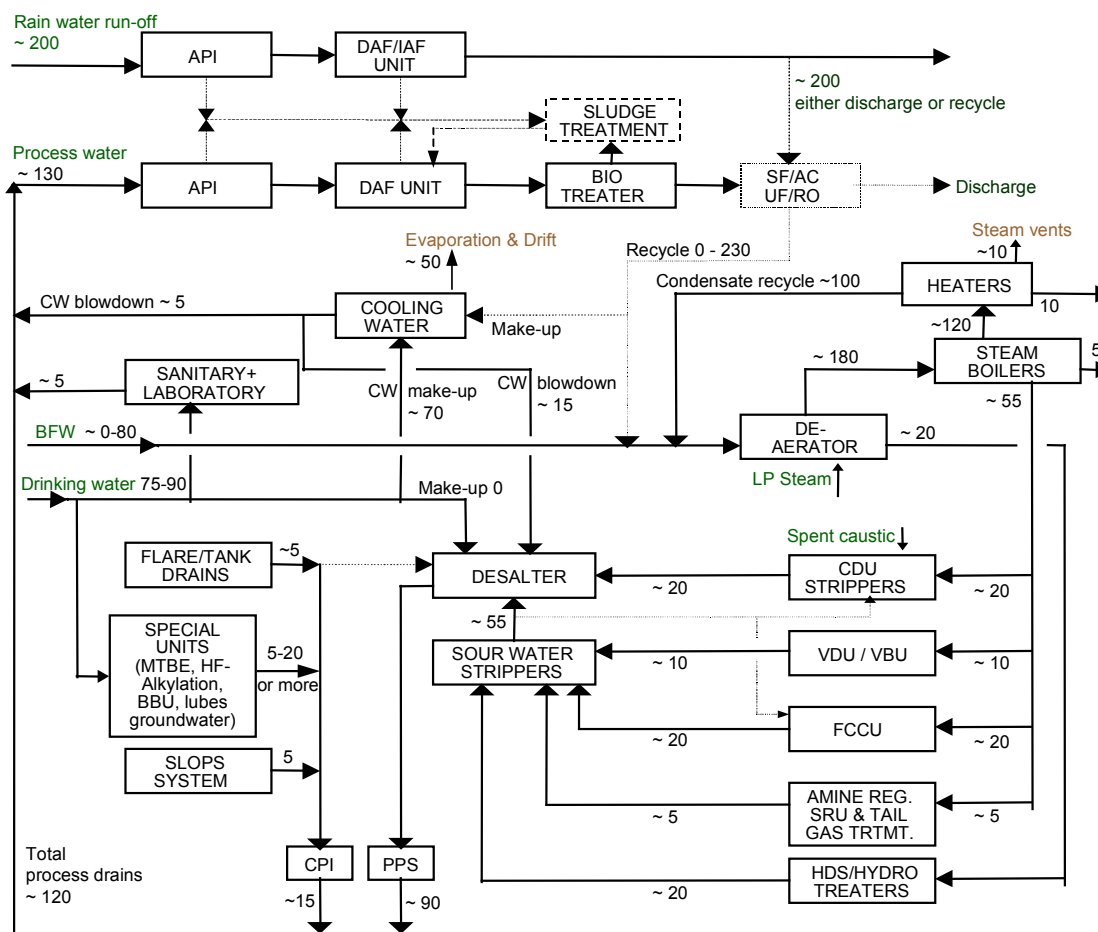 Rain water run-off
~ 200
API
DAF/IAF
UNIT
~ 200
either discharge or recycle
SLUDGE
TREATMENT
Process water
~ 130
API
DAF UNIT
BIO
TREATER
SF/AC
UF/RO
Discharge
Evaporation & Drift
~ 50
Recycle 0 - 230
Steam vents
~10
Condensate recycle ~100
HEATERS
10
CW blowdown ~ 5
COOLING
WATER
Make-up
~120
~ 180
STEAM
BOILERS
5
~ 5
SANITARY+
LABORATORY
CW make-up
~ 70
CW blowdown
~ 15
~ 55
BFW ~ 0-80
DE-
AERATOR
~ 20
Drinking water 75-90
Make-up 0
LP Steam
FLARE/TANK
DRAINS
~5
DESALTER
Spent caustic
CDU
STRIPPERS
~ 20
~ 20
SPECIAL
UNITS
(MTBE, HF-
Alkylation,
BBU, lubes
groundwater)
5-20
or more
~ 55
SOUR WATER
STRIPPERS
~ 10
VDU / VBU
~ 10
~ 20
FCCU
~ 20
SLOPS
SYSTEM
5
~ 5
AMINE REG.
SRU & TAIL
GAS TRTMT.
~ 5
Total
process drains
~ 120
CPI
PPS
~15
~ 90
~ 20
HDS/HYDRO
TREATERS